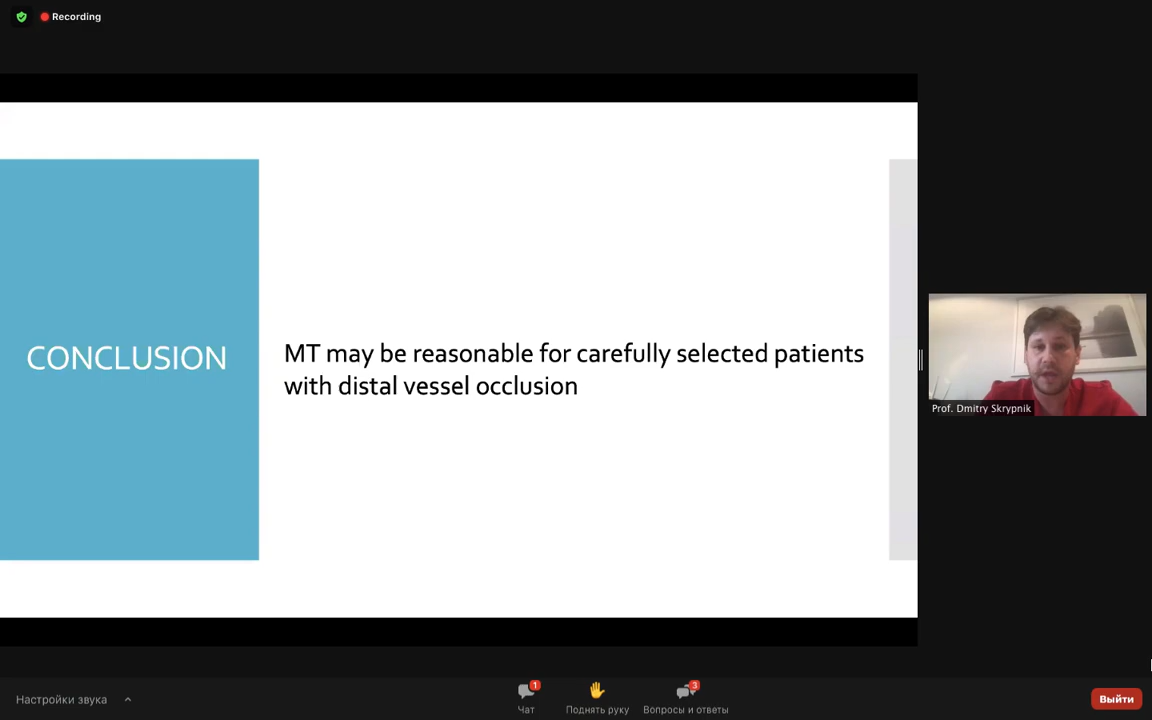 Recording
CONCLUSION
MT may be reasonable for carefully selected patients
with distal vessel occlusion
Prof. Dmitry Skrypnik
Настройки звука
1
Чат
Поднять руку
3
Вопросы и ответы
Выйти